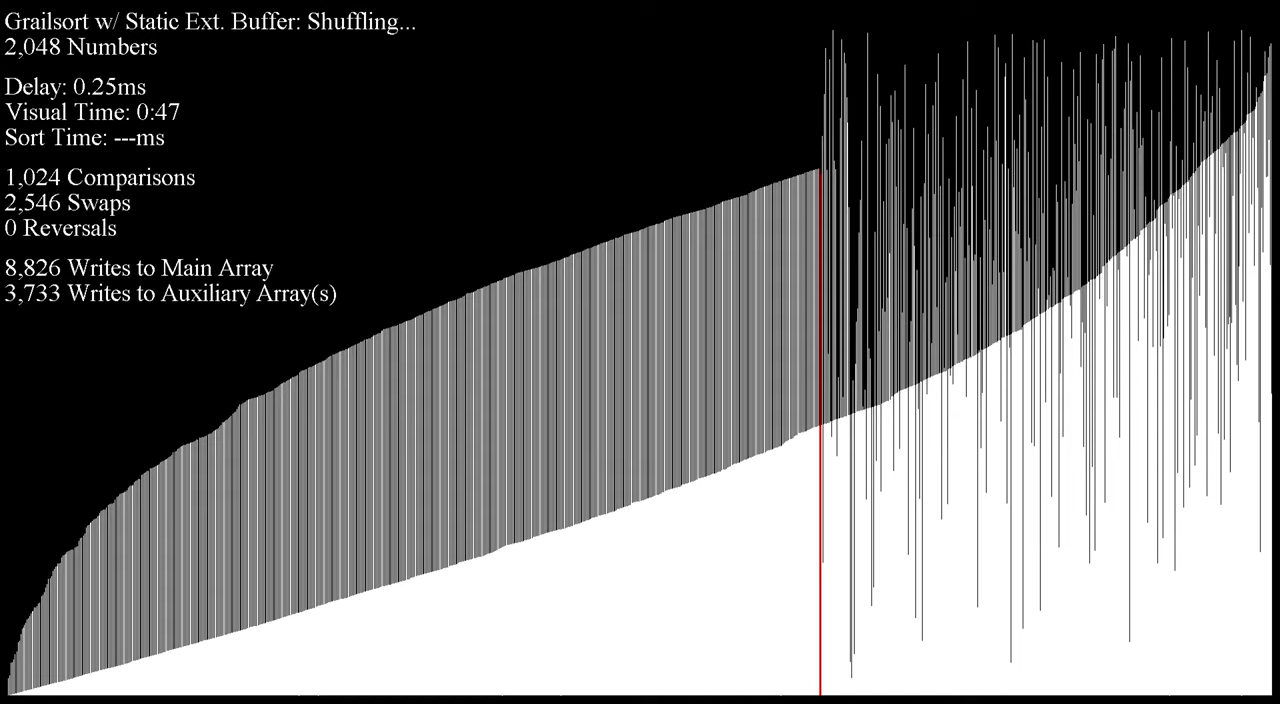 Grailsort w/ Static Ext. Buffer: Shuffling...
2,048 Numbers
Delay: 0.25ms
Visual Time: 0:47
Sort Time: ---ms
1,024 Comparisons
2,546 Swaps
0 Reversals
8,826 Writes to Main Array
3,733 Writes to Auxiliary Array(s)